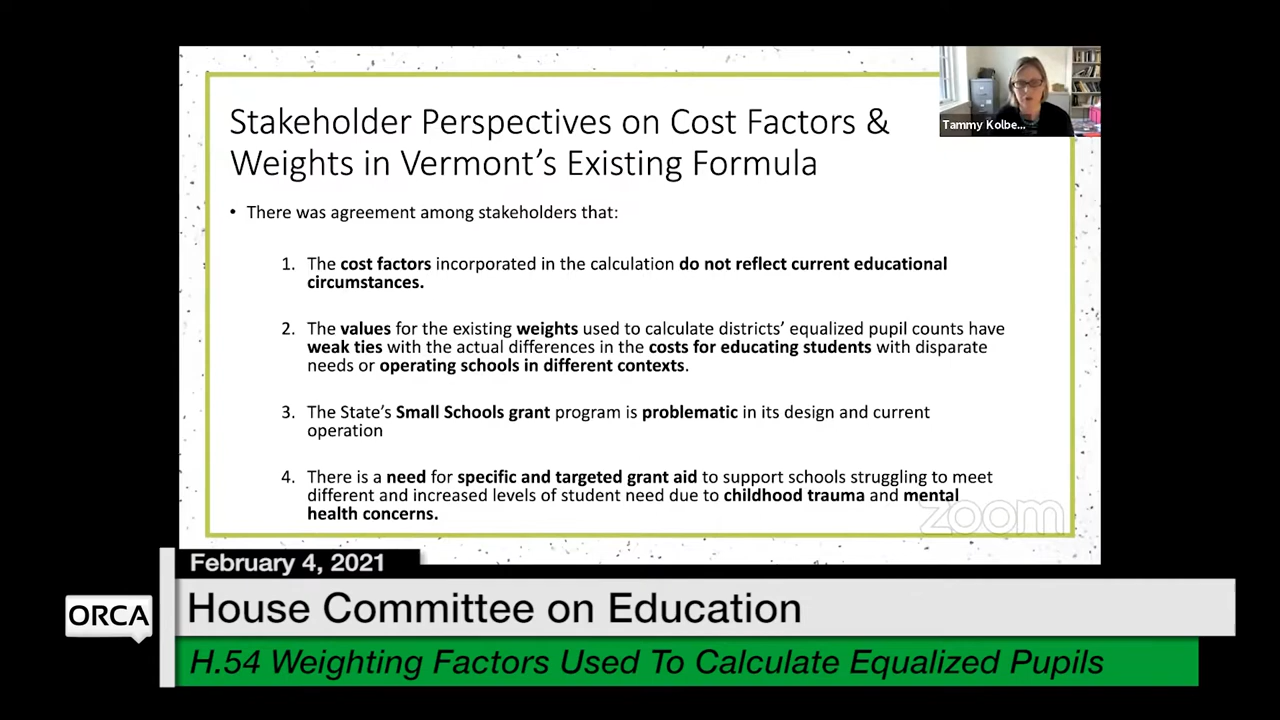 Stakeholder Perspectives on Cost Factors &
Weights in Vermont's Existing Formula
Tammy Kolbe...
• There was agreement among stakeholders that:
1. The cost factors incorporated in the calculation do not reflect current educational
circumstances.
2. The values for the existing weights used to calculate districts' equalized pupil counts have
weak ties with the actual differences in the costs for educating students with disparate
needs or operating schools in different contexts.
3. The State's Small Schools grant program is problematic in its design and current
operation
4. There is a need for specific and targeted grant aid to support schools struggling to meet
different and increased levels of student need due to childhood trauma and mental
health concerns.
zoom
February 4, 2021
ORCA
House Committee on Education
H.54 Weighting Factors Used To Calculate Equalized Pupils